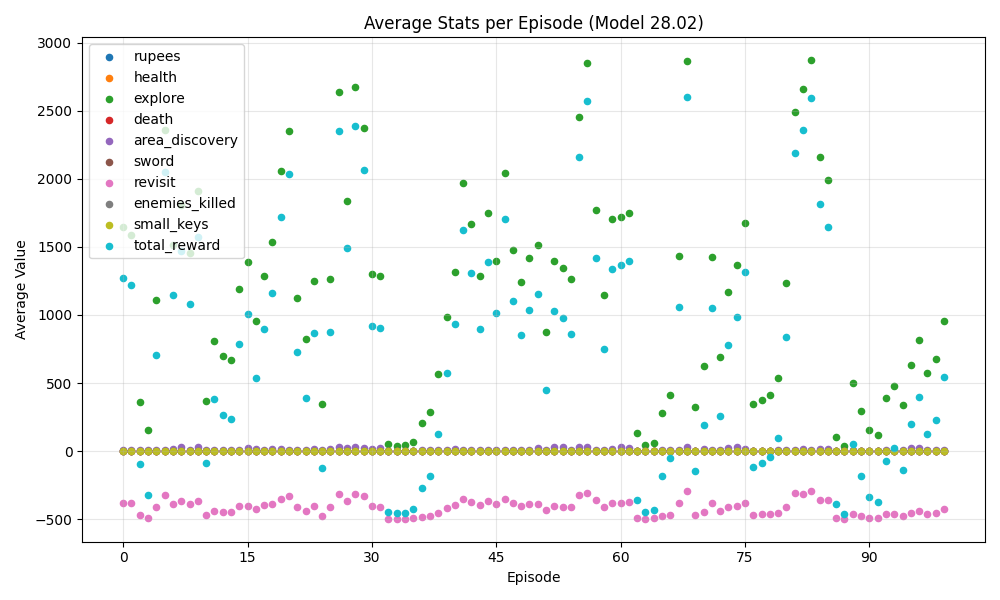 Average Stats per Episode (Model 28.02)
3000
2500
2000
1500
1000
500
0
−500
Average Value
rupees
health
explore
death
area_discovery
sword
revisit
enemies_killed
small_keys
total_reward
0 15 30 45 60 75 90
Episode